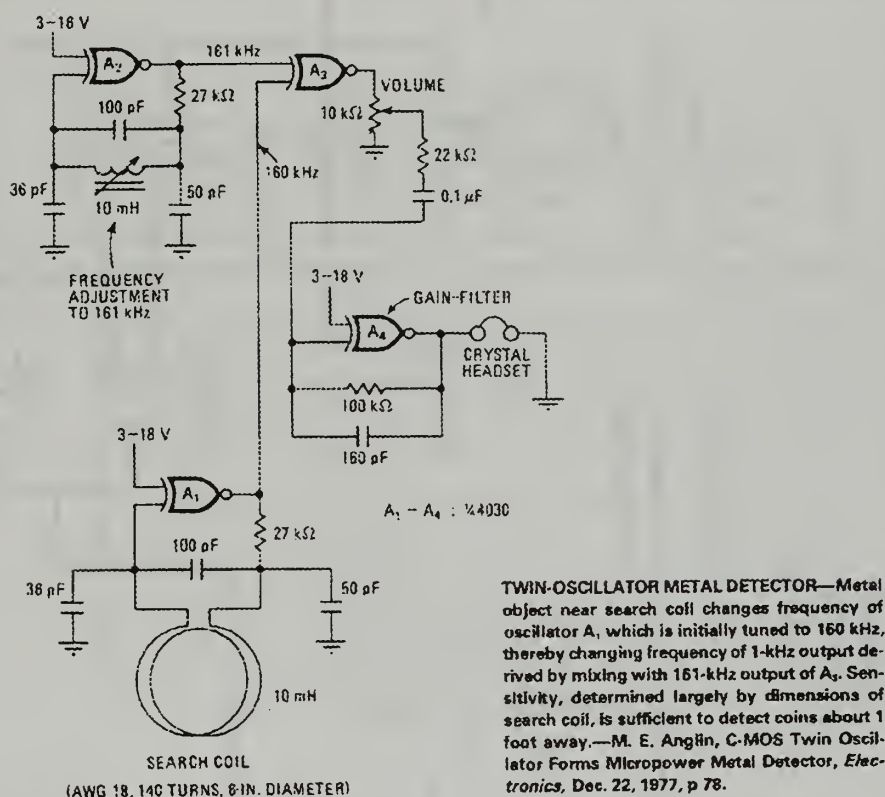 3–18 V
A₂
161 kHz
A₃
VOLUME
27 kΩ
100 pF
10 kΩ
22 kΩ
160 kHz
36 pF
50 pF
10 mH
0.1 μF
FREQUENCY
ADJUSTMENT
TO 161 kHz
3–18 V
GAIN-FILTER
A₄
CRYSTAL
HEADSET
100 kΩ
160 pF
3–18 V
A₁
A₁ – A₄ : ¼4030
27 kΩ
100 pF
36 pF
50 pF
10 mH
SEARCH COIL
(AWG 18, 140 TURNS, 6-IN. DIAMETER)
TWIN-OSCILLATOR METAL DETECTOR—Metal
object near search coil changes frequency of
oscillator A₁ which is initially tuned to 160 kHz,
thereby changing frequency of 1-kHz output de-
rived by mixing with 161-kHz output of A₃. Sen-
sitivity, determined largely by dimensions of
search coil, is sufficient to detect coins about 1
foot away.—M. E. Anglin, C-MOS Twin Oscil-
lator Forms Micropower Metal Detector, Elec-
tronics, Dec. 22, 1977, p 78.